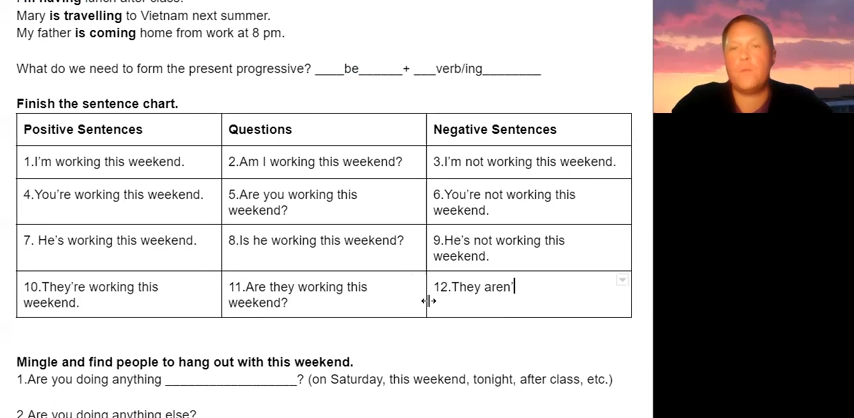 I'm having lunch after class.
Mary is travelling to Vietnam next summer.
My father is coming home from work at 8 pm.
What do we need to form the present progressive? ____be______+ ___verb/ing________
Finish the sentence chart.
Positive Sentences
Questions
Negative Sentences
1.I'm working this weekend.
2.Am I working this weekend?
3.I'm not working this weekend.
4.You're working this weekend.
5.Are you working this
weekend?
6.You're not working this
weekend.
7. He's working this weekend.
8.Is he working this weekend?
9.He's not working this
weekend.
10.They're working this
weekend.
11.Are they working this
weekend?
12.They aren'
Mingle and find people to hang out with this weekend.
1.Are you doing anything __________________? (on Saturday, this weekend, tonight, after class, etc.)
2.Are you doing anything else?